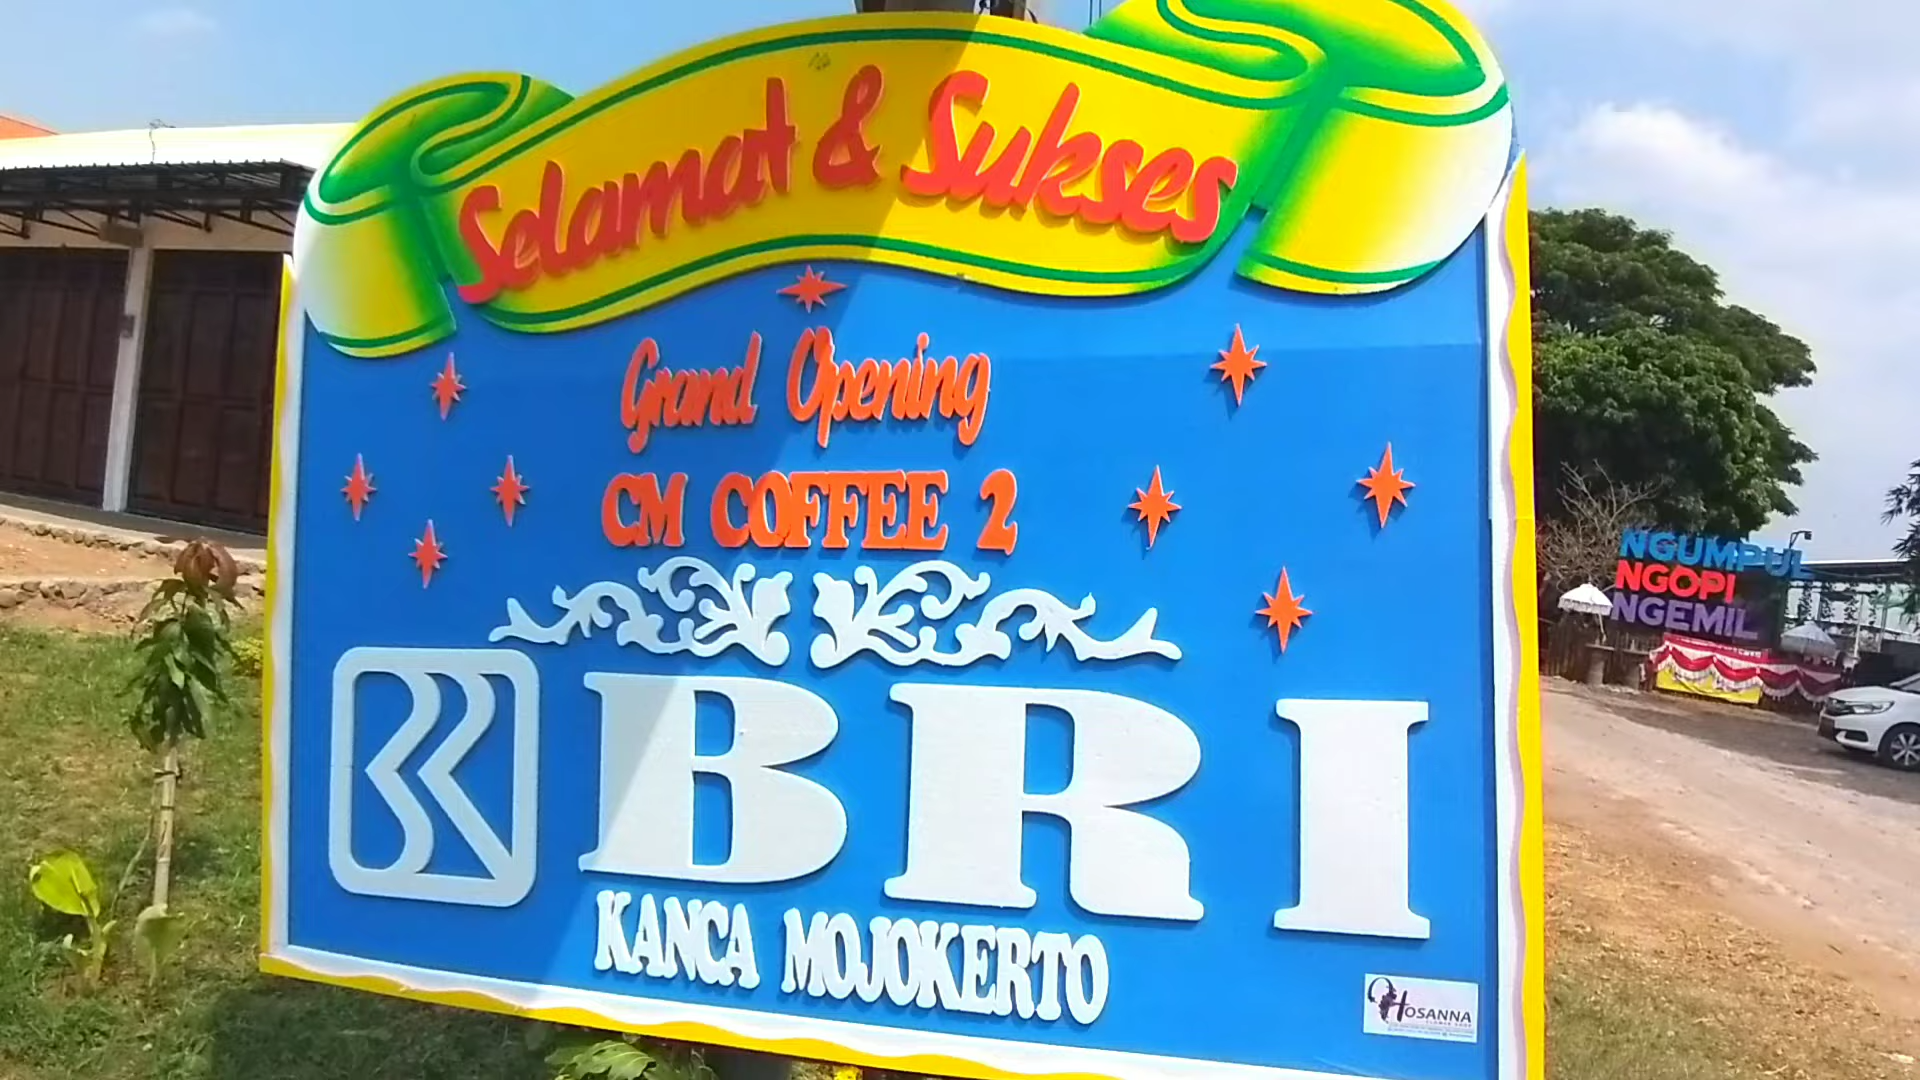 Selamat & Sukses
Grand Opening
CM COFFEE 2
BRI
KANCA MOJOKERTO
HOSANNA
NGUMPUL
NGOPI
NGEMIL